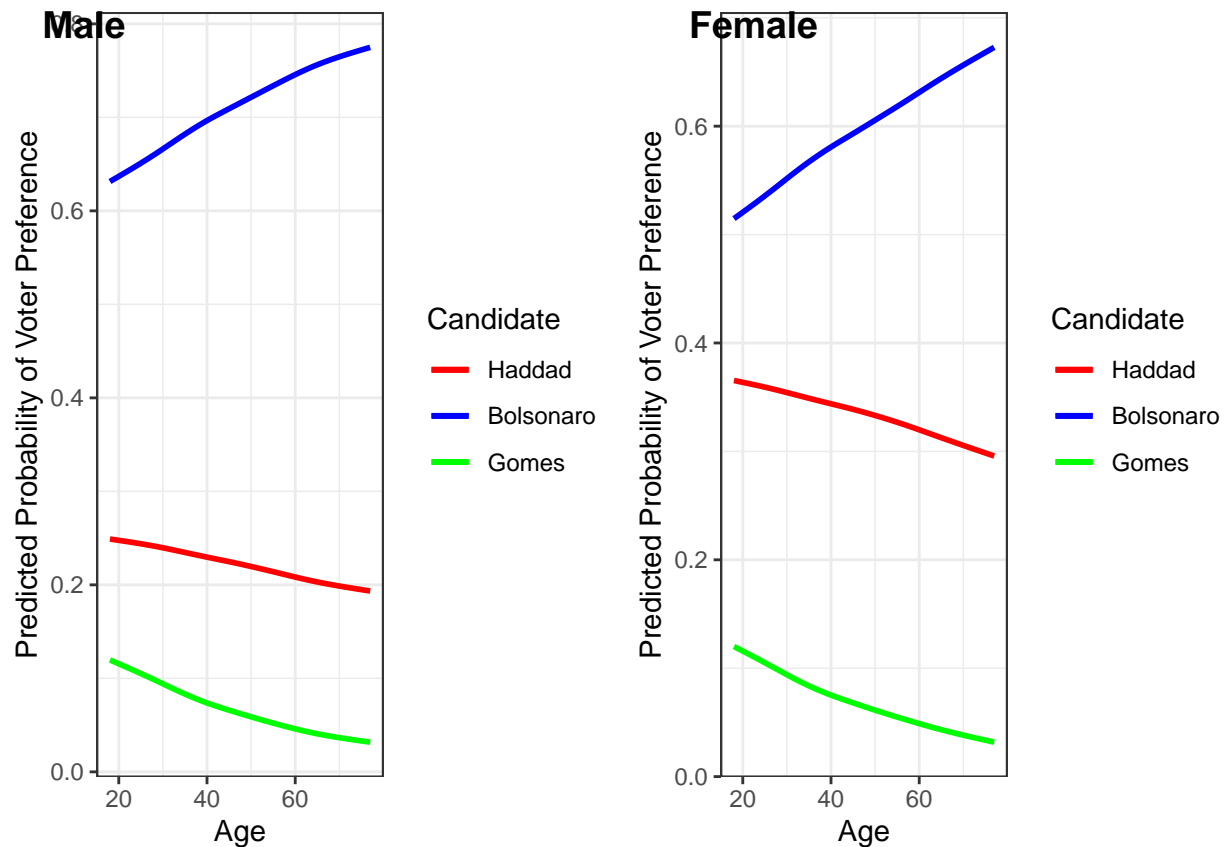 Male
0.8
0.6
0.4
0.2
0.0
20 40 60
Age
Predicted Probability of Voter Preference
Candidate
Haddad
Bolsonaro
Gomes
Female
0.6
0.4
0.2
0.0
20 40 60
Age
Predicted Probability of Voter Preference
Candidate
Haddad
Bolsonaro
Gomes